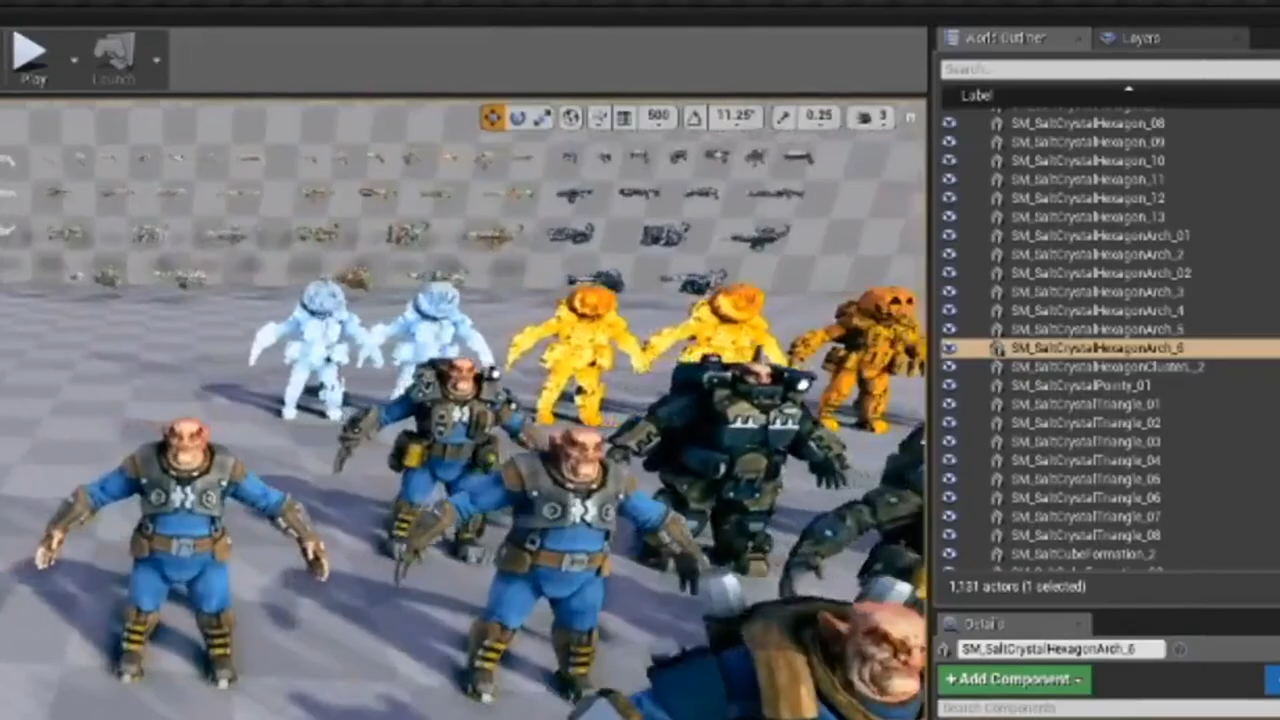 Play
Launch
500
11.25°
0.25
3
World Outliner
Layers
Search...
Label
SM_SaltCrystalHexagon_08
SM_SaltCrystalHexagon_09
SM_SaltCrystalHexagon_10
SM_SaltCrystalHexagon_11
SM_SaltCrystalHexagon_12
SM_SaltCrystalHexagon_13
SM_SaltCrystalHexagonArch_01
SM_SaltCrystalHexagonArch_2
SM_SaltCrystalHexagonArch_02
SM_SaltCrystalHexagonArch_3
SM_SaltCrystalHexagonArch_4
SM_SaltCrystalHexagonArch_5
SM_SaltCrystalHexagonArch_6
SM_SaltCrystalPointy_01
SM_SaltCrystalTriangle_01
SM_SaltCrystalTriangle_02
SM_SaltCrystalTriangle_03
SM_SaltCrystalTriangle_04
SM_SaltCrystalTriangle_05
SM_SaltCrystalTriangle_06
SM_SaltCrystalTriangle_07
SM_SaltCrystalTriangle_08
SM_SaltCubeFormation_2
1,131 actors (1 selected)
Details
SM_SaltCrystalHexagonArch_6
+Add Component
Search Components